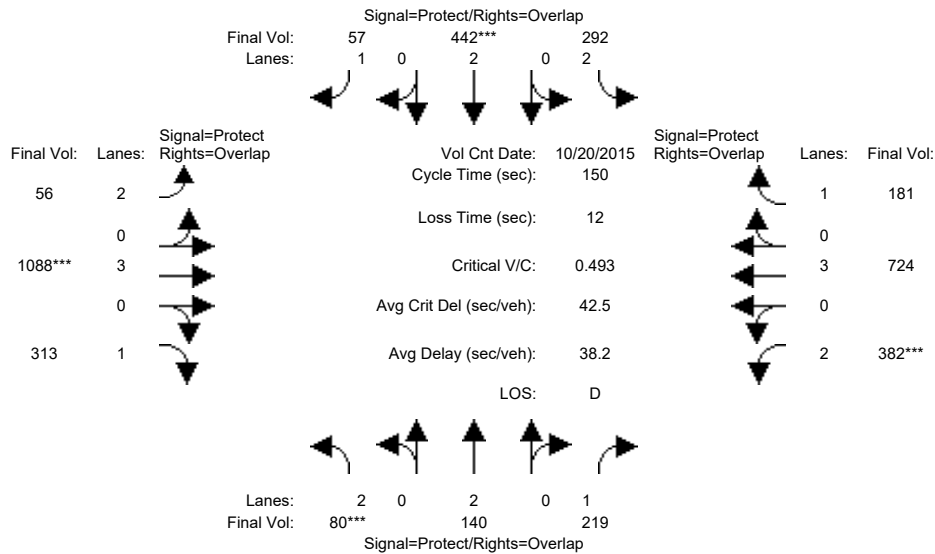 Signal=Protect/Rights=Overlap
Final Vol: 57 442*** 292
Lanes: 1 0 2 0 2
Signal=Protect
Final Vol: Lanes: Rights=Overlap
Vol Cnt Date: 10/20/2015
Signal=Protect
Rights=Overlap Lanes: Final Vol:
Cycle Time (sec): 150
56 2 1 181
Loss Time (sec): 12
0 0
1088*** 3 Critical V/C: 0.493 3 724
0 Avg Crit Del (sec/veh): 42.5 0
313 1 Avg Delay (sec/veh): 38.2 2 382***
LOS: D
Lanes: 2 0 2 0 1
Final Vol: 80*** 140 219
Signal=Protect/Rights=Overlap